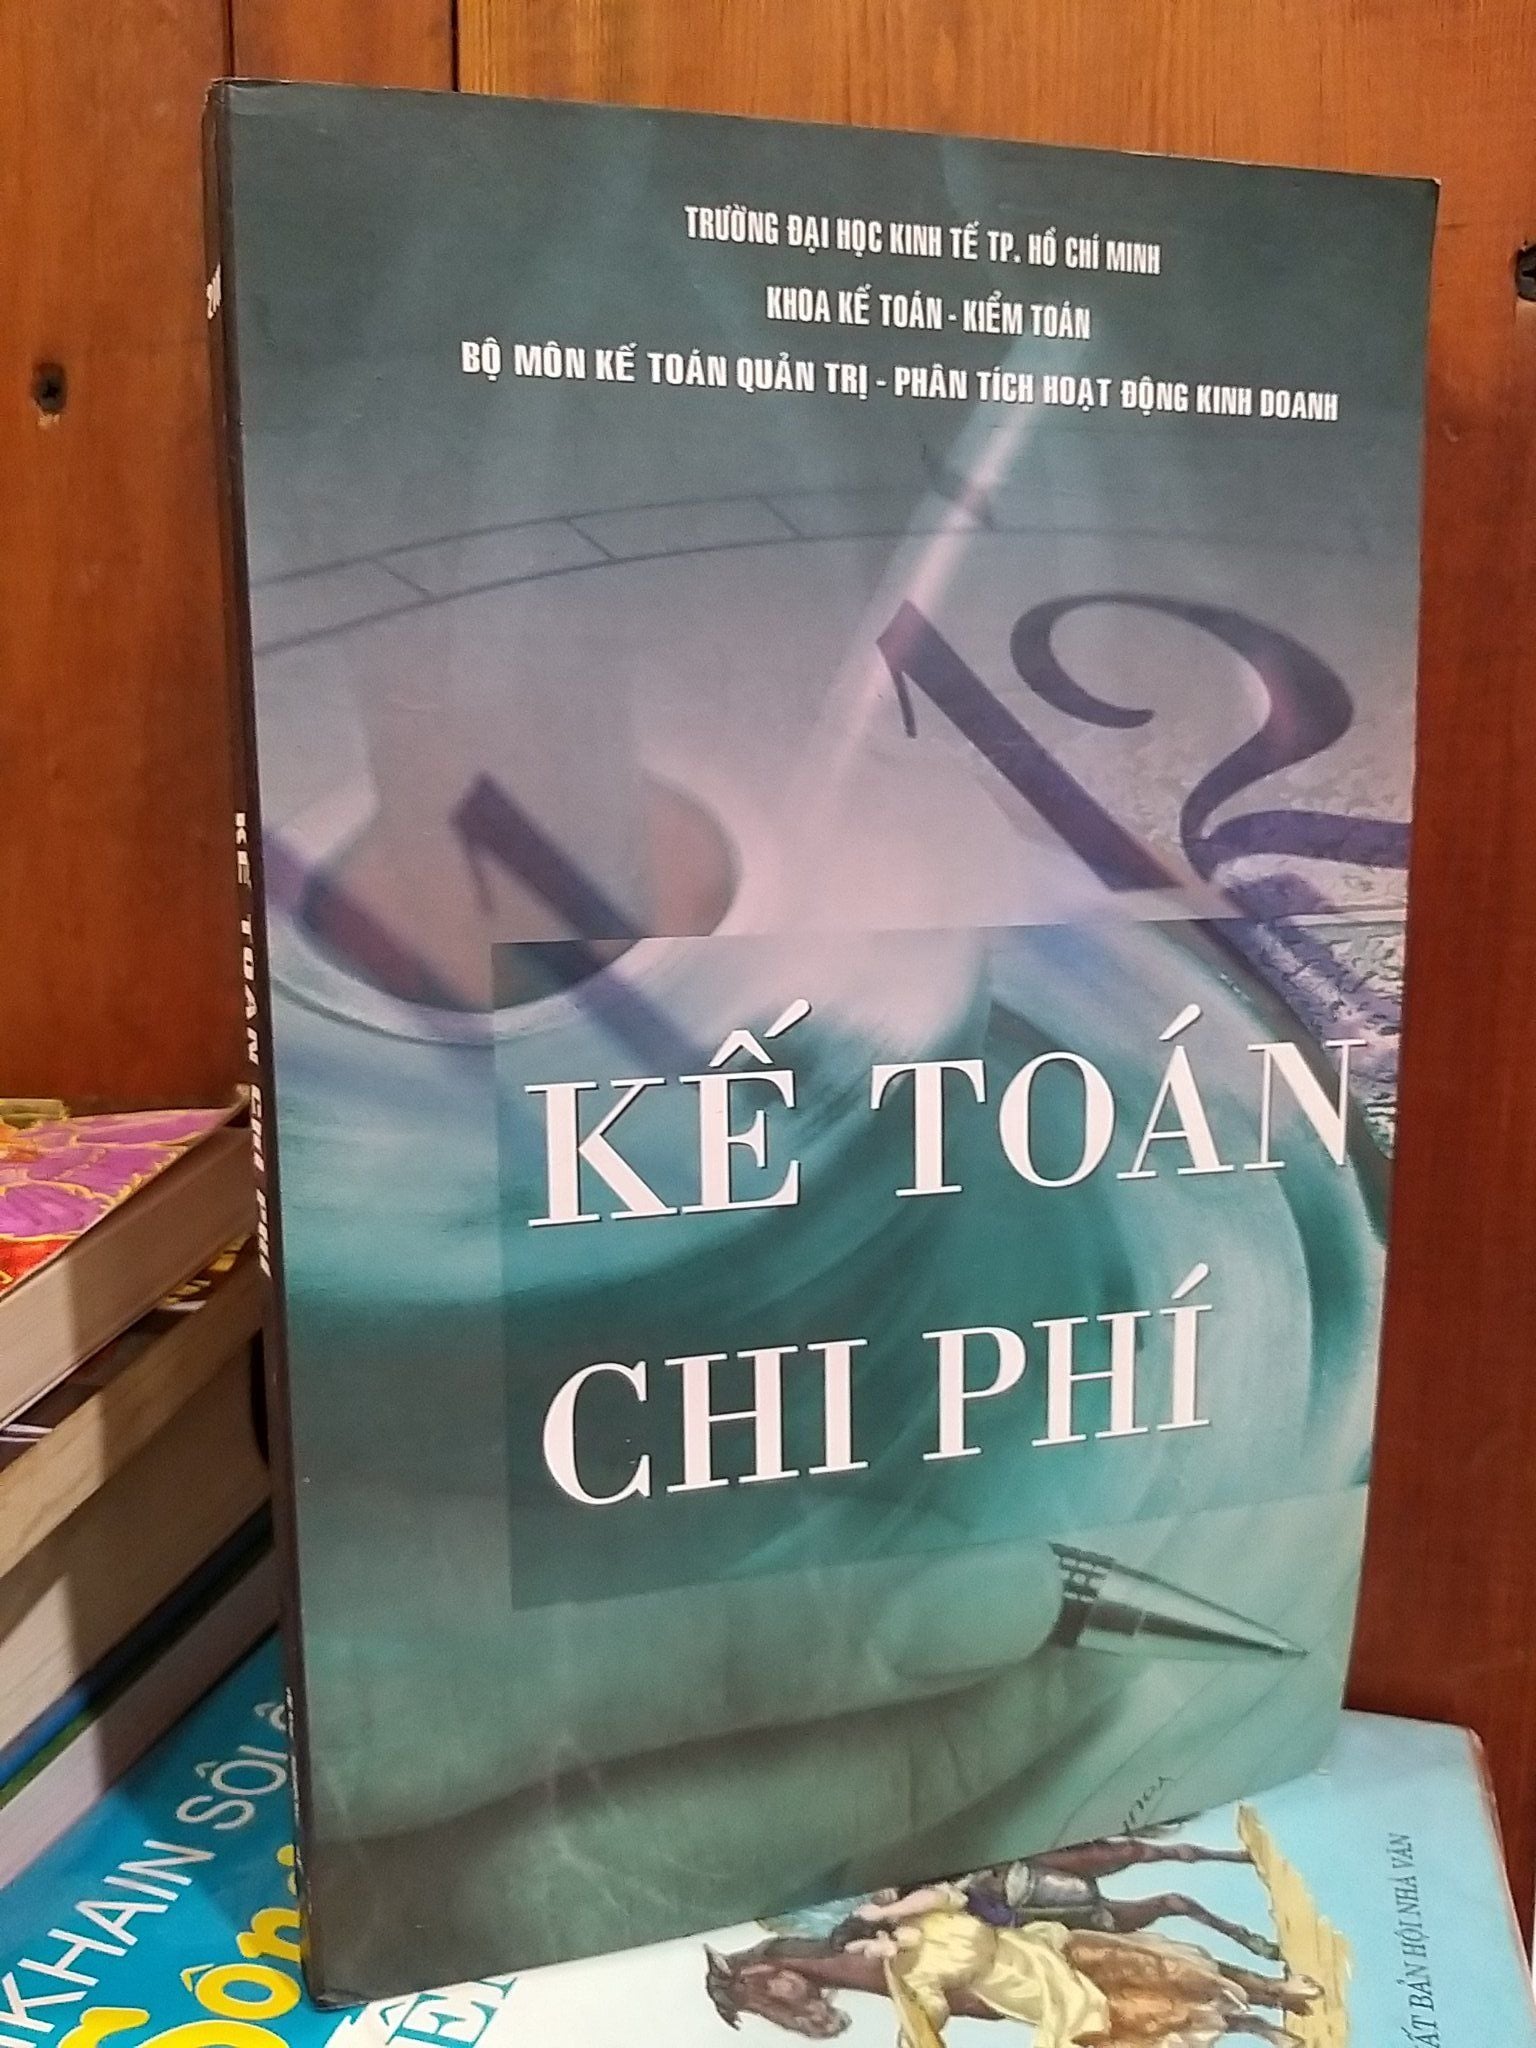 TRƯỜNG ĐẠI HỌC KINH TẾ TP. HỒ CHÍ MINH
KHOA KẾ TOÁN - KIỂM TOÁN
BỘ MÔN KẾ TOÁN QUẢN TRỊ - PHÂN TÍCH HOẠT ĐỘNG KINH DOANH
12
KẾ TOÁN
CHI PHÍ
KẾ TOÁN CHI PHÍ
BẢN HỘI NHÀ VĂN